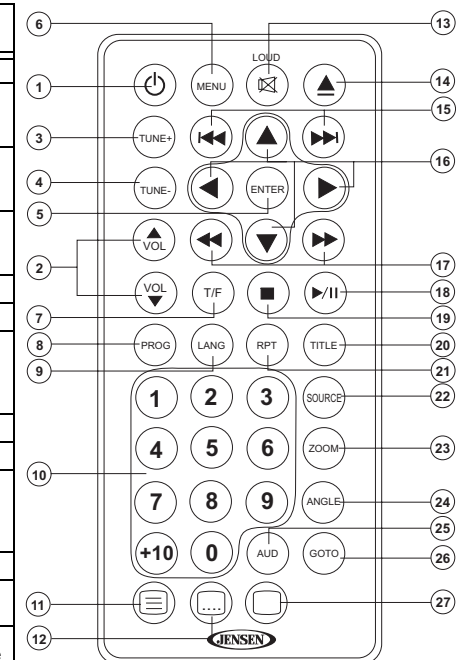 6
13
LOUD
1
MENU
14
15
3
TUNE+
16
4
TUNE-
ENTER
5
VOL
2
17
VOL
T/F
18
7
19
8
PROG
LANG
RPT
TITLE
20
9
21
1
2
3
SOURCE
22
4
5
6
ZOOM
23
10
7
8
9
ANGLE
24
25
+10
0
AUD
GOTO
26
11
27
12
JENSEN
e